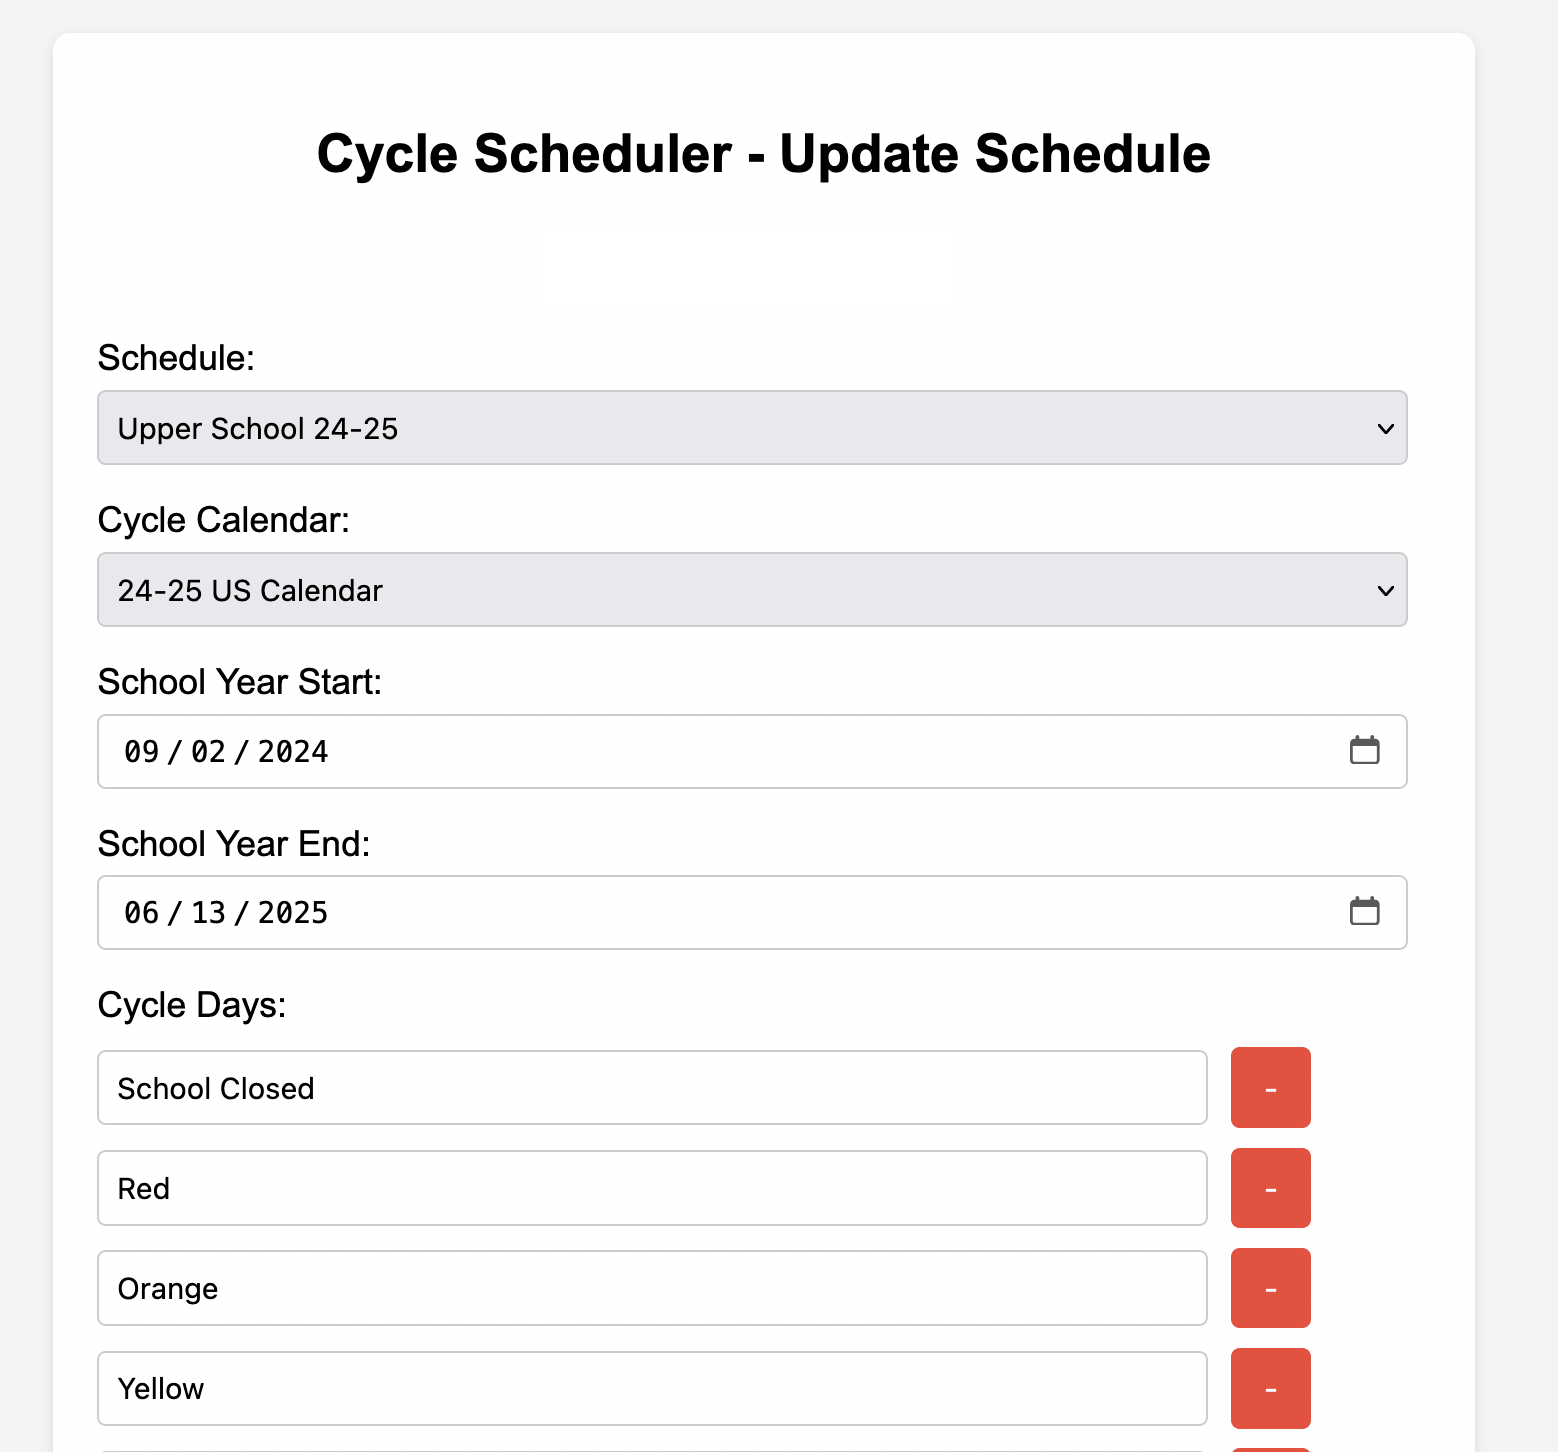 Cycle Scheduler - Update Schedule
Schedule:
Upper School 24-25
Cycle Calendar:
24-25 US Calendar
School Year Start:
09/02/2024
School Year End:
06/13/2025
Cycle Days:
School Closed -
Red -
Orange -
Yellow -